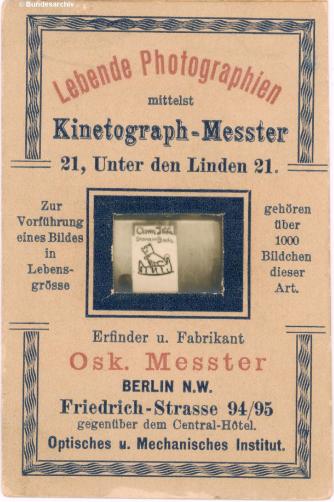 © Bundesarchiv
Lebende Photographien
mittelst
Kinetograph-Messter
21, Unter den Linden 21.
Zur
Vorführung
eines Bildes
in
Lebens-
grösse
gehören
über
1000
Bildchen
dieser
Art.
Erfinder u. Fabrikant
Osk. Messter
BERLIN N.W.
Friedrich-Strasse 94/95
gegenüber dem Central-Hôtel.
Optisches u. Mechanisches Institut.